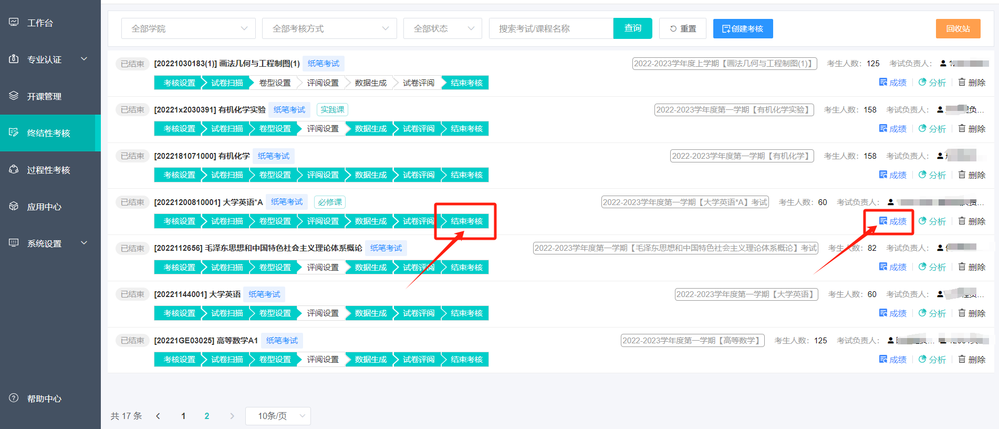 工作台
专业认证
开课管理
终结性考核
过程性考核
应用中心
系统设置
帮助中心
全部学院 全部考核方式 全部状态 搜索考试/课程名称 查询 重置 创建考核 回收站
已结束 [20221030183(1)] 画法几何与工程制图(1) 纸笔考试 2022-2023学年度上学期【画法几何与工程制图(1)】 考生人数：125 考试负责人：
考核设置 试卷扫描 卷型设置 评阅设置 数据生成 试卷评阅 结束考核 成绩 分析 删除
已结束 [20221x2030391] 有机化学实验 纸笔考试 实践课 2022-2023学年度第一学期【有机化学实验】 考生人数：158 考试负责人：
考核设置 试卷扫描 卷型设置 评阅设置 数据生成 试卷评阅 结束考核 成绩 分析 删除
已结束 [2022181071000] 有机化学 纸笔考试 2022-2023学年度第一学期【有机化学】 考生人数：158 考试负责人：
考核设置 试卷扫描 卷型设置 评阅设置 数据生成 试卷评阅 结束考核 成绩 分析 删除
已结束 [20221200810001] 大学英语*A 纸笔考试 必修课 2022-2023学年度第一学期【大学英语*A】考试 考生人数：60 考试负责人：
考核设置 试卷扫描 卷型设置 评阅设置 数据生成 试卷评阅 结束考核 成绩 分析 删除
已结束 [2022112656] 毛泽东思想和中国特色社会主义理论体系概论 纸笔考试 2022-2023学年度第一学期【毛泽东思想和中国特色社会主义理论体系概论】考试 考生人数：82 考试负责人：
考核设置 试卷扫描 卷型设置 评阅设置 数据生成 试卷评阅 结束考核 成绩 分析 删除
已结束 [20221144001] 大学英语 纸笔考试 2022-2023学年度第一学期【大学英语】 考生人数：60 考试负责人：
考核设置 试卷扫描 卷型设置 评阅设置 数据生成 试卷评阅 结束考核 成绩 分析 删除
已结束 [20221GE03025] 高等数学A1 纸笔考试 2022-2023学年度第一学期【高等数学】 考生人数：125 考试负责人：
考核设置 试卷扫描 卷型设置 评阅设置 数据生成 试卷评阅 结束考核 成绩 分析 删除
共 17 条 1 2 10条/页